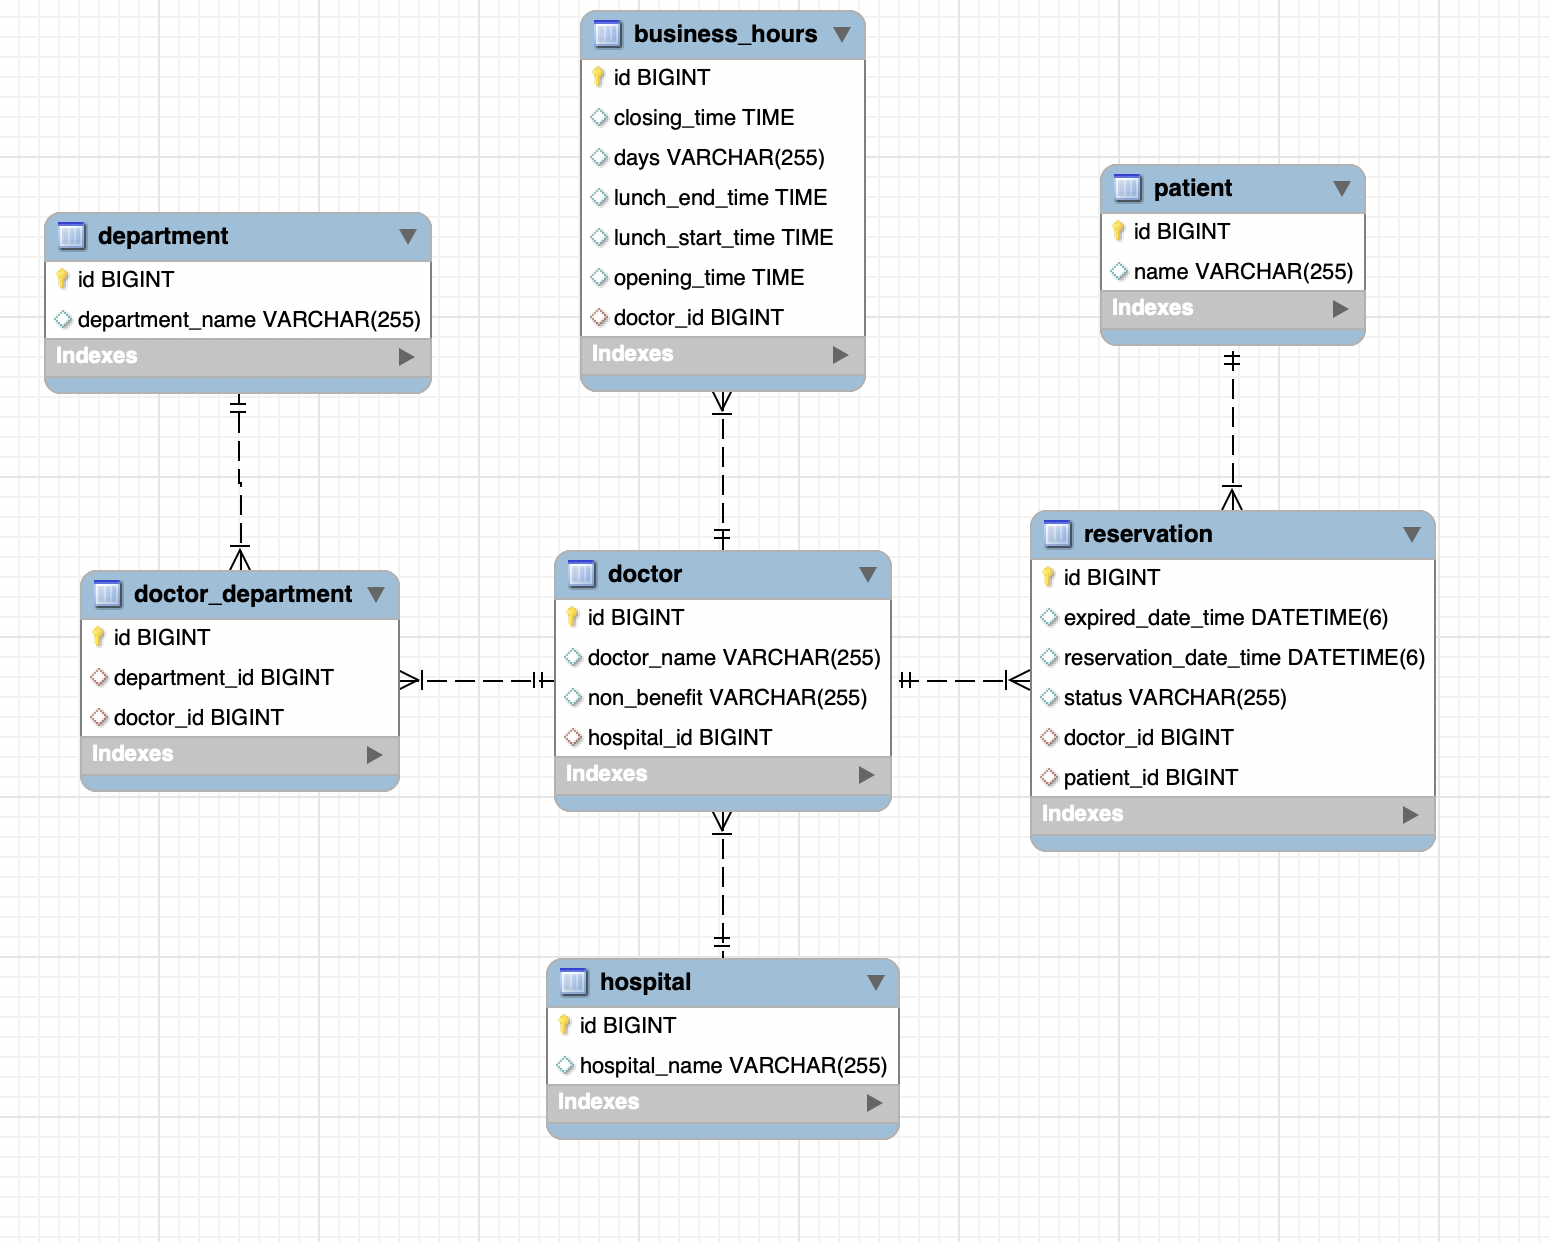 business_hours
id BIGINT
closing_time TIME
days VARCHAR(255)
lunch_end_time TIME
lunch_start_time TIME
opening_time TIME
doctor_id BIGINT
Indexes
patient
id BIGINT
name VARCHAR(255)
Indexes
department
id BIGINT
department_name VARCHAR(255)
Indexes
doctor_department
id BIGINT
department_id BIGINT
doctor_id BIGINT
Indexes
doctor
id BIGINT
doctor_name VARCHAR(255)
non_benefit VARCHAR(255)
hospital_id BIGINT
Indexes
reservation
id BIGINT
expired_date_time DATETIME(6)
reservation_date_time DATETIME(6)
status VARCHAR(255)
doctor_id BIGINT
patient_id BIGINT
Indexes
hospital
id BIGINT
hospital_name VARCHAR(255)
Indexes